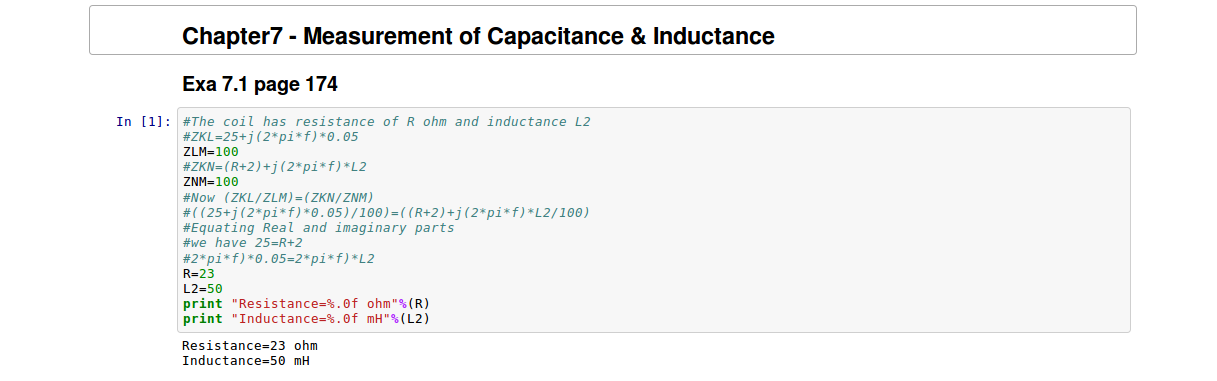 Chapter7 - Measurement of Capacitance & Inductance
Exa 7.1 page 174
In [1]:
#The coil has resistance of R ohm and inductance L2
#ZKL=25+j(2*pi*f)*0.05
ZLM=100
#ZKN=(R+2)+j(2*pi*f)*L2
ZNM=100
#Now (ZKL/ZLM)=(ZKN/ZNM)
#((25+j(2*pi*f)*0.05)/100)=((R+2)+j(2*pi*f)*L2/100)
#Equating Real and imaginary parts
#we have 25=R+2
#2*pi*f)*0.05=2*pi*f)*L2
R=23
L2=50
print "Resistance=%.0f ohm"%(R)
print "Inductance=%.0f mH"%(L2)
Resistance=23 ohm
Inductance=50 mH